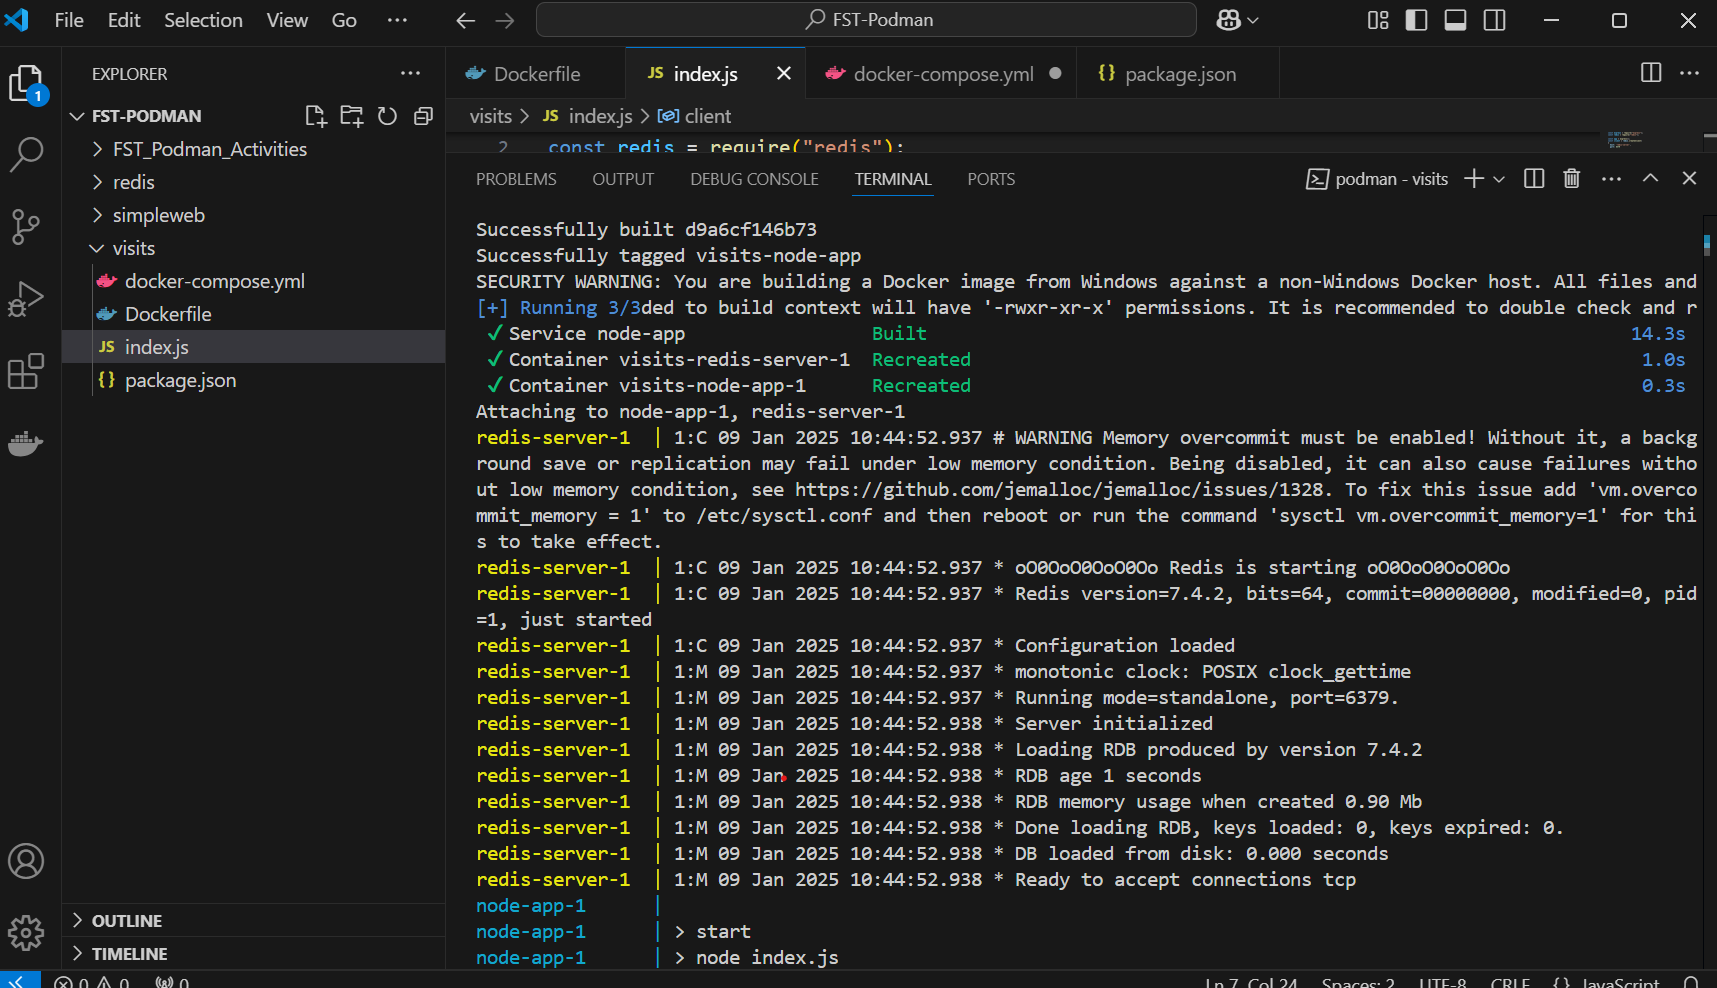 File Edit Selection View Go ··· FST-Podman
EXPLORER ···
Dockerfile JS index.js docker-compose.yml {} package.json ···
1
FST-PODMAN
visits > JS index.js > client
FST_Podman_Activities
2 const redis = require("redis");
redis
simpleweb
visits
docker-compose.yml
Dockerfile
JS index.js
{} package.json
OUTLINE
TIMELINE
PROBLEMS OUTPUT DEBUG CONSOLE TERMINAL PORTS podman - visits ···
Successfully built d9a6cf146b73
Successfully tagged visits-node-app
SECURITY WARNING: You are building a Docker image from Windows against a non-Windows Docker host. All files and
[+] Running 3/3ded to build context will have '-rwxr-xr-x' permissions. It is recommended to double check and r
✓ Service node-app Built 14.3s
✓ Container visits-redis-server-1 Recreated 1.0s
✓ Container visits-node-app-1 Recreated 0.3s
Attaching to node-app-1, redis-server-1
redis-server-1 | 1:C 09 Jan 2025 10:44:52.937 # WARNING Memory overcommit must be enabled! Without it, a backg
round save or replication may fail under low memory condition. Being disabled, it can also cause failures witho
ut low memory condition, see https://github.com/jemalloc/jemalloc/issues/1328. To fix this issue add 'vm.overco
mmit_memory = 1' to /etc/sysctl.conf and then reboot or run the command 'sysctl vm.overcommit_memory=1' for thi
s to take effect.
redis-server-1 | 1:C 09 Jan 2025 10:44:52.937 * oO0OoO0OoO0Oo Redis is starting oO0OoO0OoO0Oo
redis-server-1 | 1:C 09 Jan 2025 10:44:52.937 * Redis version=7.4.2, bits=64, commit=00000000, modified=0, pid
=1, just started
redis-server-1 | 1:C 09 Jan 2025 10:44:52.937 * Configuration loaded
redis-server-1 | 1:M 09 Jan 2025 10:44:52.937 * monotonic clock: POSIX clock_gettime
redis-server-1 | 1:M 09 Jan 2025 10:44:52.937 * Running mode=standalone, port=6379.
redis-server-1 | 1:M 09 Jan 2025 10:44:52.938 * Server initialized
redis-server-1 | 1:M 09 Jan 2025 10:44:52.938 * Loading RDB produced by version 7.4.2
redis-server-1 | 1:M 09 Jan 2025 10:44:52.938 * RDB age 1 seconds
redis-server-1 | 1:M 09 Jan 2025 10:44:52.938 * RDB memory usage when created 0.90 Mb
redis-server-1 | 1:M 09 Jan 2025 10:44:52.938 * Done loading RDB, keys loaded: 0, keys expired: 0.
redis-server-1 | 1:M 09 Jan 2025 10:44:52.938 * DB loaded from disk: 0.000 seconds
redis-server-1 | 1:M 09 Jan 2025 10:44:52.938 * Ready to accept connections tcp
node-app-1 |
node-app-1 | > start
node-app-1 | > node index.js
0 0 0 Ln 7, Col 24 Spaces: 2 UTF-8 CRLF {} JavaScript